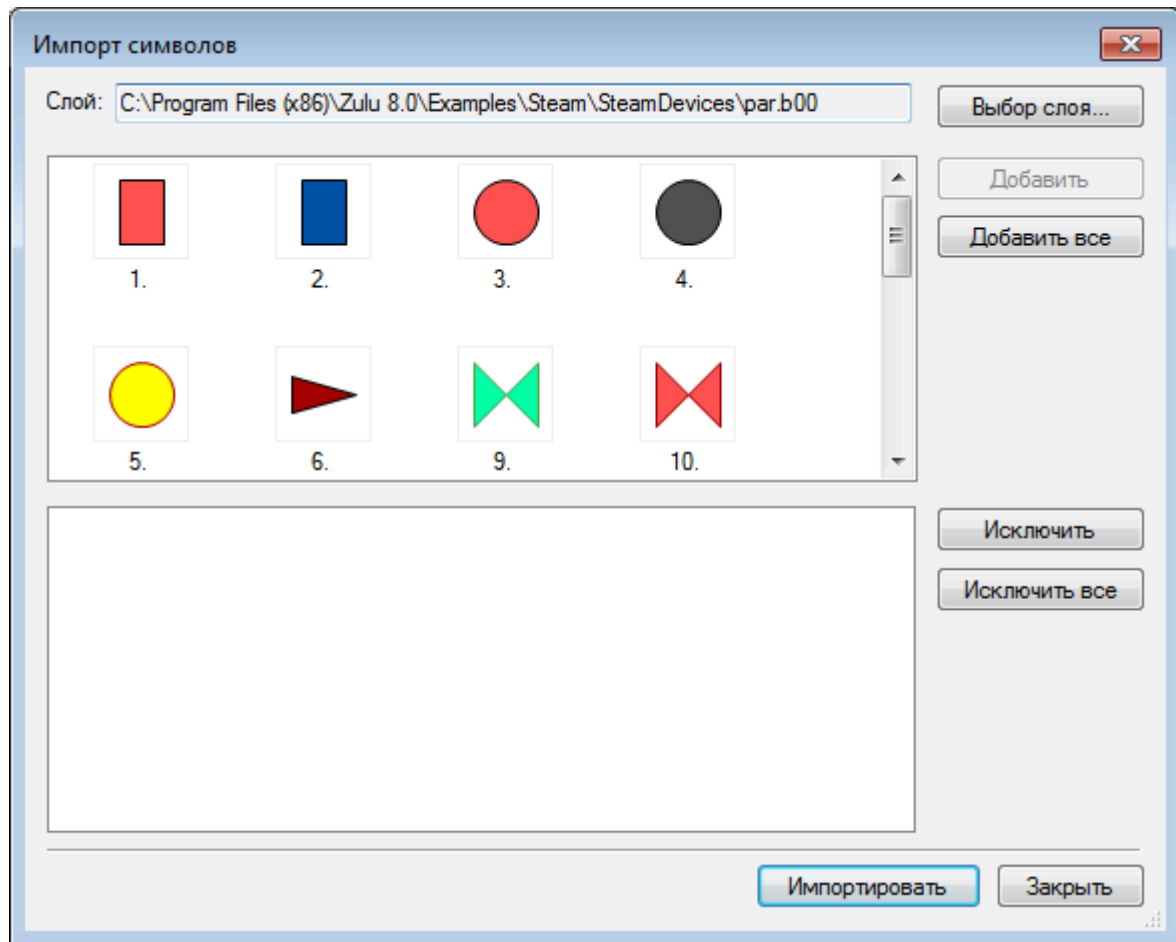 Импорт символов
Слой: C:\Program Files (x86)\Zulu 8.0\Examples\Steam\SteamDevices\par.b00 Выбор слоя...
Добавить
Добавить все
1. 2. 3. 4.
5. 6. 9. 10.
Исключить
Исключить все
Импортировать Закрыть